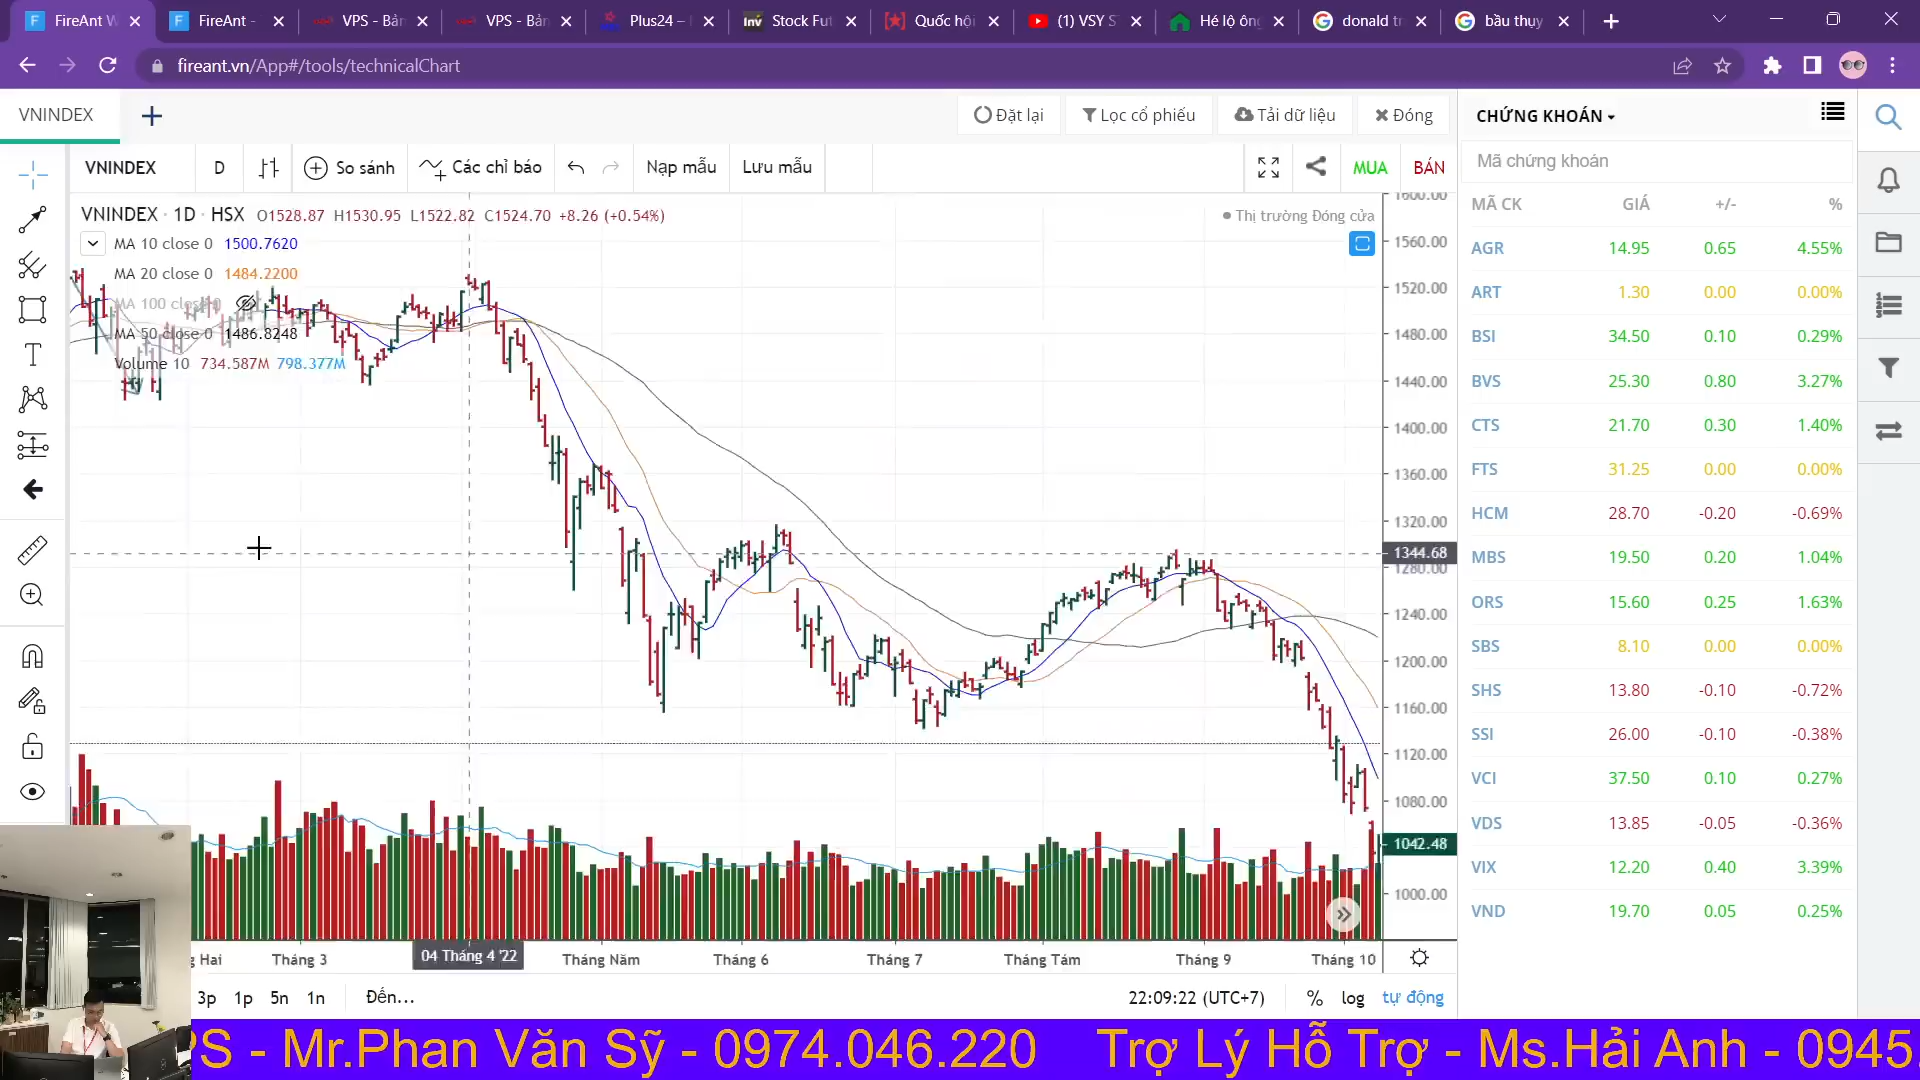 FireAnt W
FireAnt -
VPS - Bản
VPS - Bản
Plus24 –
Stock Fut
Quốc hội
(1) VSY S
Hé lộ ôn
donald tr
bầu thụy
fireant.vn/App#/tools/technicalChart
VNINDEX
Đặt lại
Lọc cổ phiếu
Tải dữ liệu
Đóng
CHỨNG KHOÁN
VNINDEX
D
So sánh
Các chỉ báo
Nạp mẫu
Lưu mẫu
MUA
BÁN
Mã chứng khoán
VNINDEX · 1D · HSX O1528.87 H1530.95 L1522.82 C1524.70 +8.26 (+0.54%)
Thị trường Đóng cửa
MA 10 close 0 1500.7620
MA 20 close 0 1484.2200
MA 100 close 0
MA 50 close 0 1486.8248
Volume 10 734.587M 798.377M
1600.00
1560.00
1520.00
1480.00
1440.00
1400.00
1360.00
1320.00
1344.68
1280.00
1240.00
1200.00
1160.00
1120.00
1080.00
1042.48
1000.00
MÃ CK GIÁ +/- %
AGR 14.95 0.65 4.55%
ART 1.30 0.00 0.00%
BSI 34.50 0.10 0.29%
BVS 25.30 0.80 3.27%
CTS 21.70 0.30 1.40%
FTS 31.25 0.00 0.00%
HCM 28.70 -0.20 -0.69%
MBS 19.50 0.20 1.04%
ORS 15.60 0.25 1.63%
SBS 8.10 0.00 0.00%
SHS 13.80 -0.10 -0.72%
SSI 26.00 -0.10 -0.38%
VCI 37.50 0.10 0.27%
VDS 13.85 -0.05 -0.36%
VIX 12.20 0.40 3.39%
VND 19.70 0.05 0.25%
g Hai
Tháng 3
04 Tháng 4 '22
Tháng Năm
Tháng 6
Tháng 7
Tháng Tám
Tháng 9
Tháng 10
3p 1p 5n 1n Đến...
22:09:22 (UTC+7) % log tự động
PS - Mr.Phan Văn Sỹ - 0974.046.220 Trợ Lý Hỗ Trợ - Ms.Hải Anh - 0945